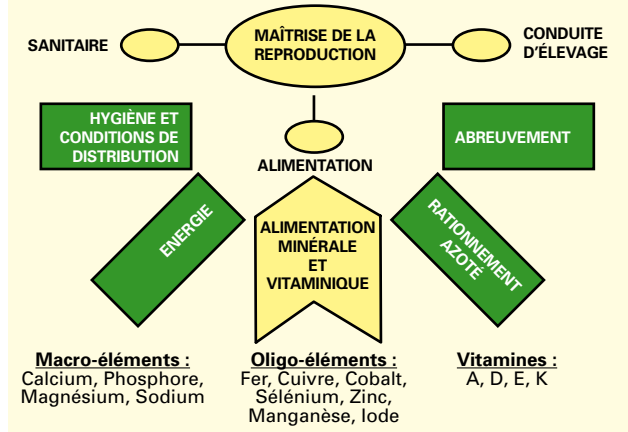 SANITAIRE
MAÎTRISE DE LA
REPRODUCTION
CONDUITE
D'ÉLEVAGE
HYGIÈNE ET
CONDITIONS DE
DISTRIBUTION
ABREUVEMENT
ALIMENTATION
ENERGIE
ALIMENTATION
MINÉRALE
ET
VITAMINIQUE
RATIONNEMENT
AZOTÉ
Macro-éléments :
Calcium, Phosphore,
Magnésium, Sodium
Oligo-éléments :
Fer, Cuivre, Cobalt,
Sélénium, Zinc,
Manganèse, Iode
Vitamines :
A, D, E, K